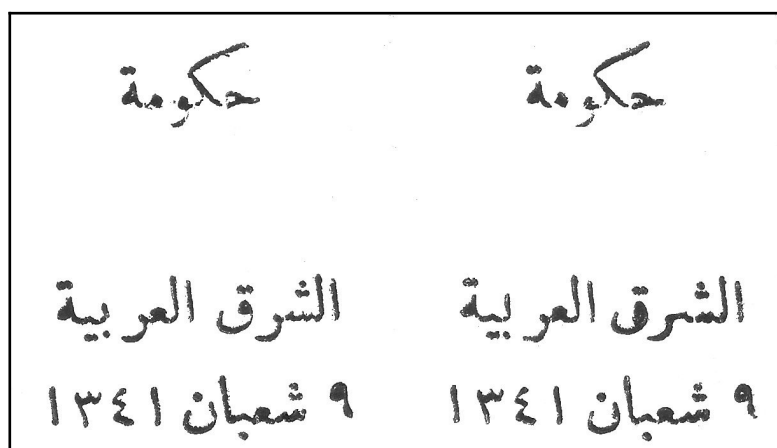 حكومة حكومة
الشرق العربية الشرق العربية
٩ شعبان ١٣٤١ ٩ شعبان ١٣٤١